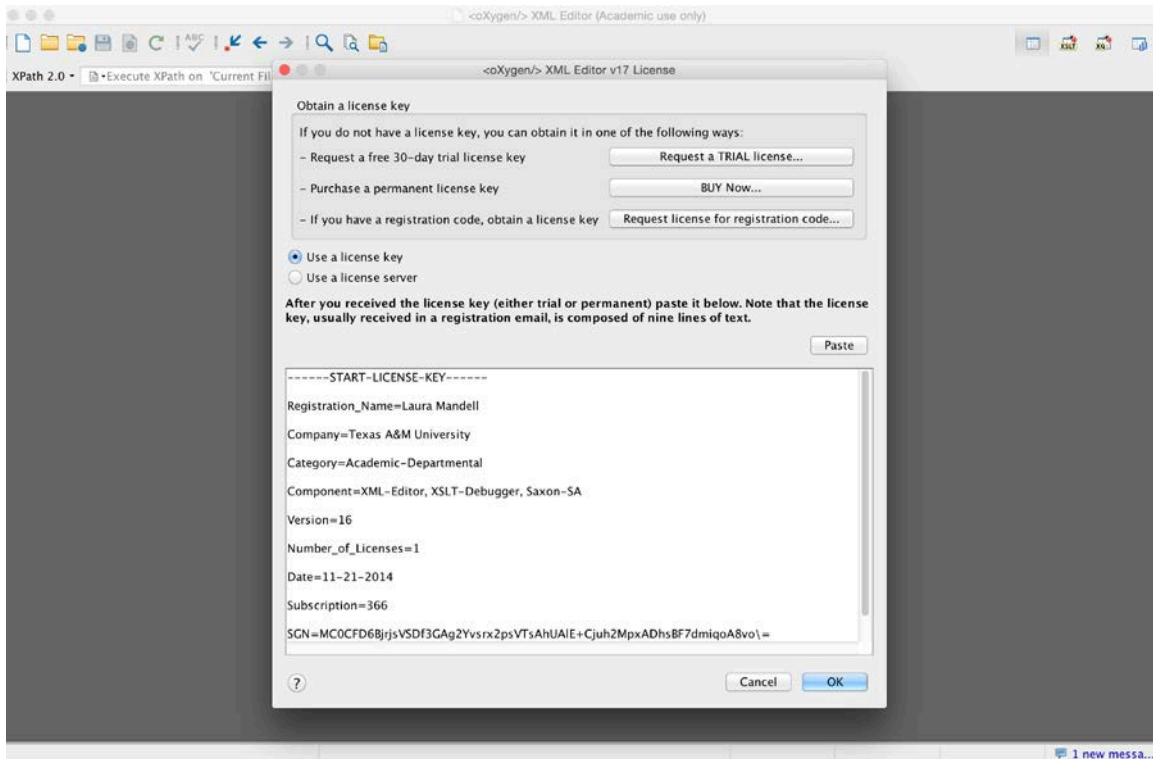 <oXygen/> XML Editor (Academic use only)
XPath 2.0
Execute XPath on 'Current Fil
<oXygen/> XML Editor v17 License
Obtain a license key
If you do not have a license key, you can obtain it in one of the following ways:
– Request a free 30-day trial license key Request a TRIAL license...
– Purchase a permanent license key BUY Now...
– If you have a registration code, obtain a license key Request license for registration code...
Use a license key
Use a license server
After you received the license key (either trial or permanent) paste it below. Note that the license
key, usually received in a registration email, is composed of nine lines of text.
Paste
------START-LICENSE-KEY------
Registration_Name=Laura Mandell
Company=Texas A&M University
Category=Academic-Departmental
Component=XML-Editor, XSLT-Debugger, Saxon-SA
Version=16
Number_of_Licenses=1
Date=11-21-2014
Subscription=366
SGN=MC0CFD6BjrjsVSDf3GAg2Yvsrx2psVTsAhUAlE+Cjuh2MpxADhsBF7dmiqoA8vo\=
? Cancel OK
1 new messa...